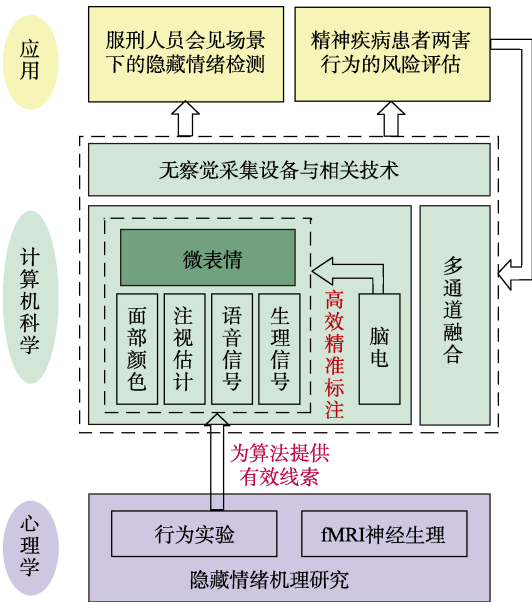 应用
服刑人员会见场景
下的隐藏情绪检测
精神疾病患者两害
行为的风险评估
计算机科学
无察觉采集设备与相关技术
微表情
面部颜色
注视估计
语音信号
生理信号
高效精准标注
脑电
多通道融合
为算法提供
有效线索
心理学
行为实验
fMRI神经生理
隐藏情绪机理研究